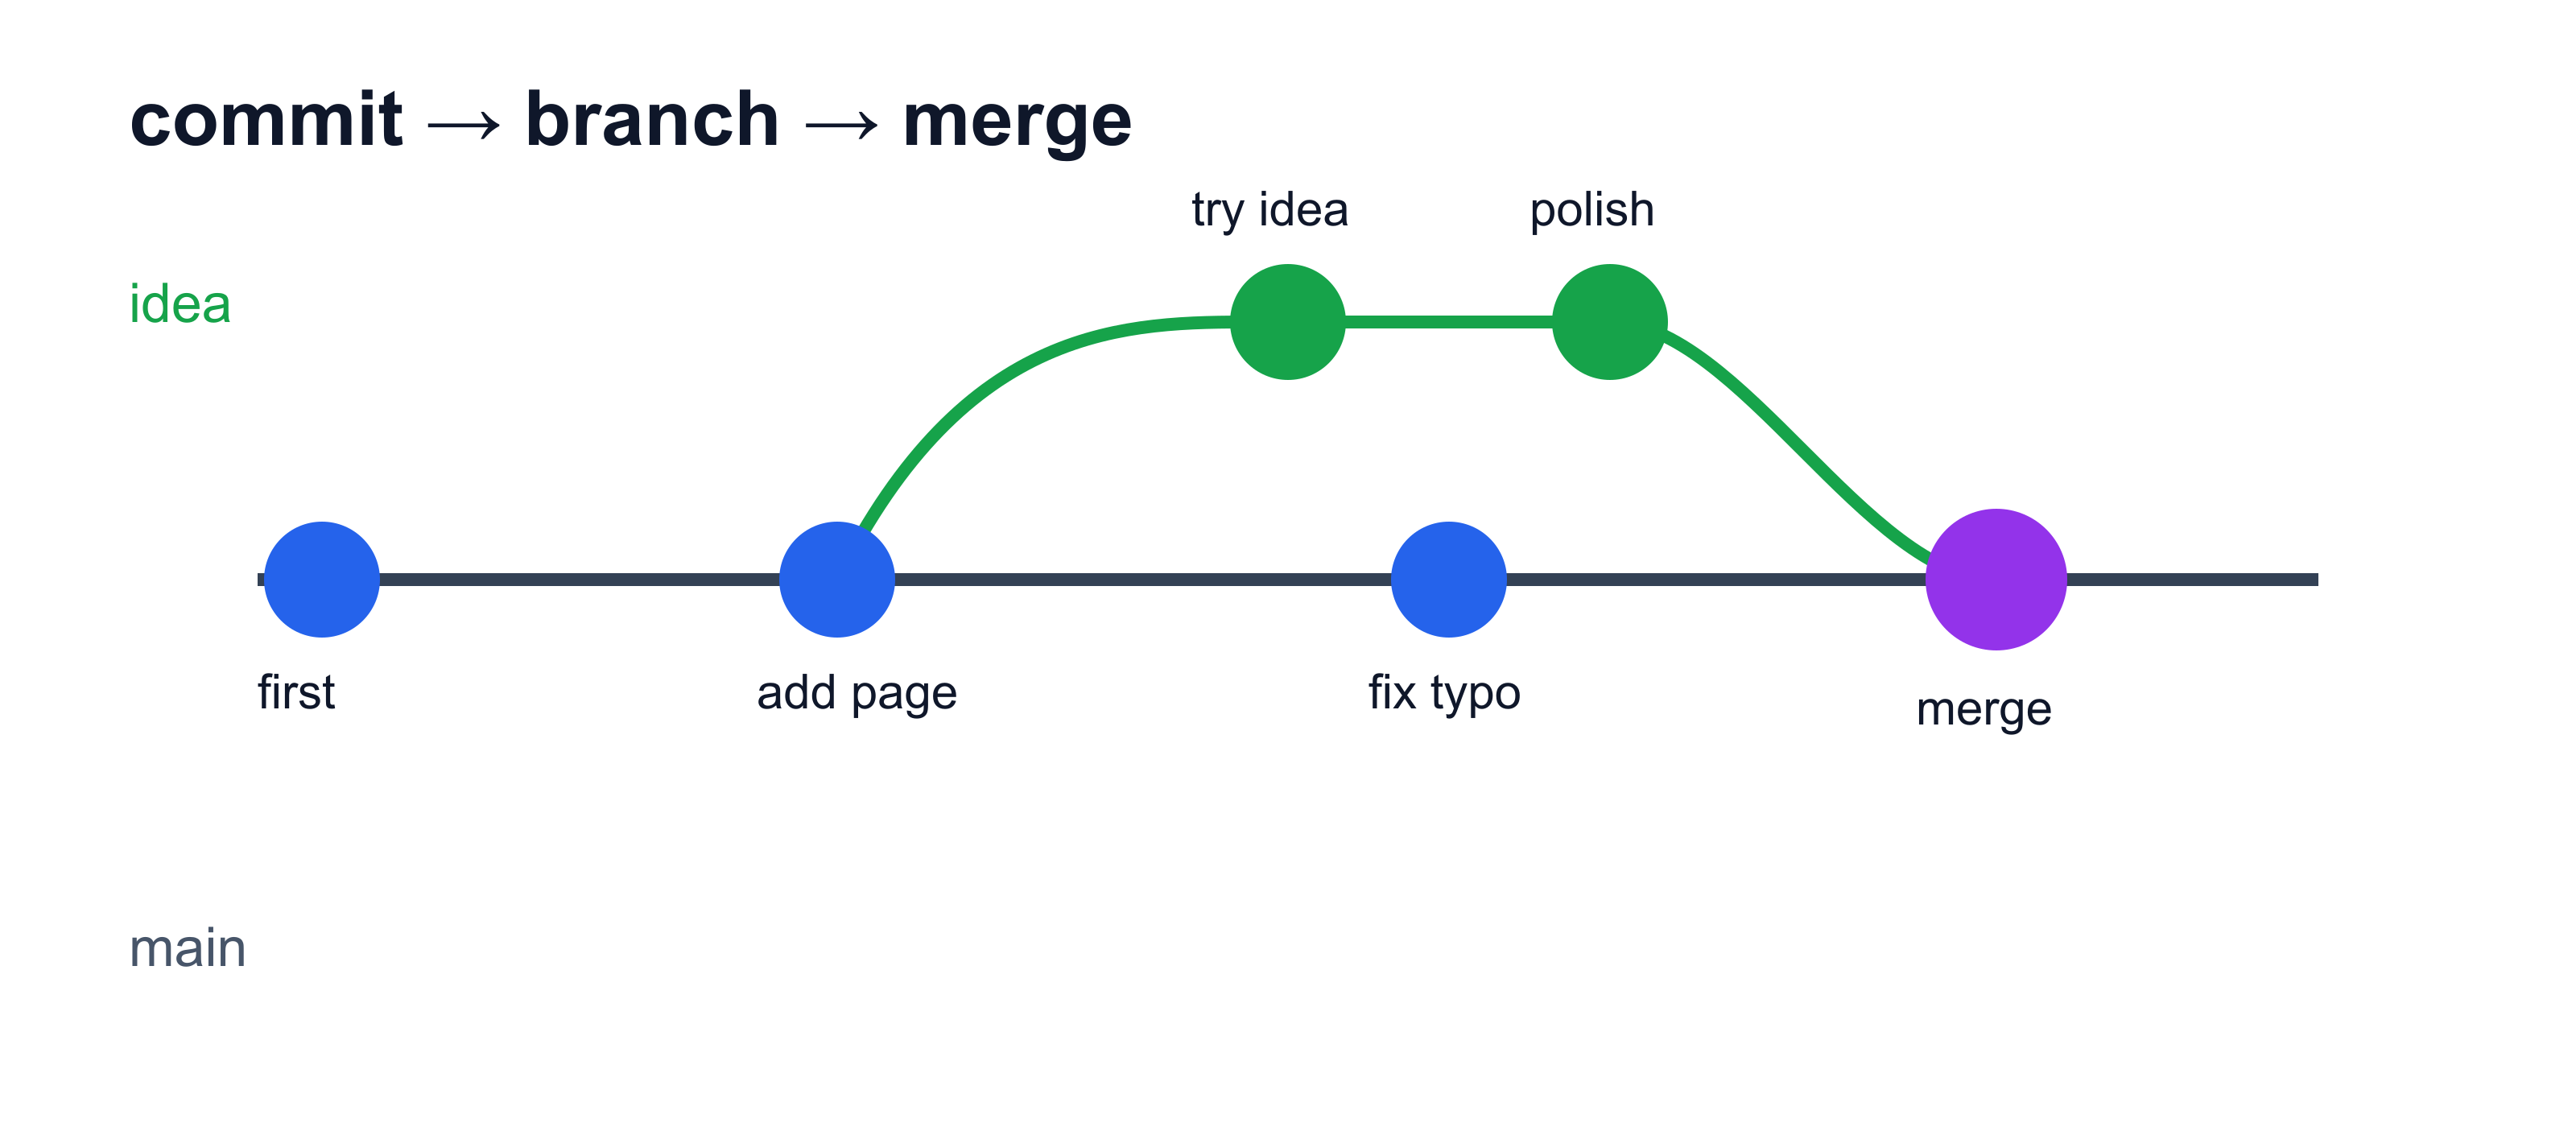 commit → branch → merge
try idea polish
idea
first add page fix typo merge
main